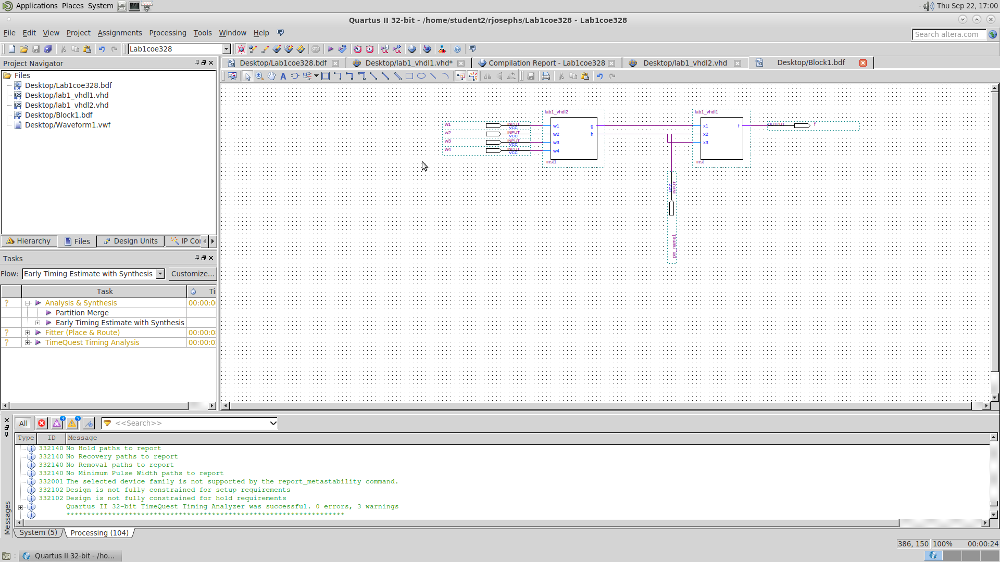 Applications Places System
Thu Sep 22, 17:00
Quartus II 32-bit - /home/student2/rjosephs/Lab1coe328 - Lab1coe328
File Edit View Project Assignments Processing Tools Window Help
Search altera.com
Lab1coe328
STOP
Project Navigator
Desktop/Lab1coe328.bdf
Desktop/lab1_vhdl1.vhd*
Compilation Report - Lab1coe328
Desktop/lab1_vhdl2.vhd
Desktop/Block1.bdf
Files
Desktop/Lab1coe328.bdf
Desktop/lab1_vhdl1.vhd
Desktop/lab1_vhdl2.vhd
Desktop/Block1.bdf
Desktop/Waveform1.vwf
Hierarchy Files Design Units IP Co
lab1_vhdl2
w1 INPUT VCC
w2 INPUT VCC
w3 INPUT VCC
w4 INPUT VCC
w1 g
w2 h
w3
w4
inst1
lab1_vhdl1
x1 f
x2
x3
inst
OUTPUT f
VCC
INPUT
pin_name1
Tasks
Flow: Early Timing Estimate with Synthesis Customize...
Task Ti
? Analysis & Synthesis 00:00:0
Partition Merge
Early Timing Estimate with Synthesis
? Fitter (Place & Route) 00:00:0
? TimeQuest Timing Analysis 00:00:0
All 3 5 <<Search>>
Type ID Message
332140 No Hold paths to report
332140 No Recovery paths to report
332140 No Removal paths to report
332140 No Minimum Pulse Width paths to report
332001 The selected device family is not supported by the report_metastability command.
332102 Design is not fully constrained for setup requirements
332102 Design is not fully constrained for hold requirements
Quartus II 32-bit TimeQuest Timing Analyzer was successful. 0 errors, 3 warnings
*******************************************************************
Messages
System (5) Processing (104)
386, 150 100% 00:00:24
Quartus II 32-bit - /ho...